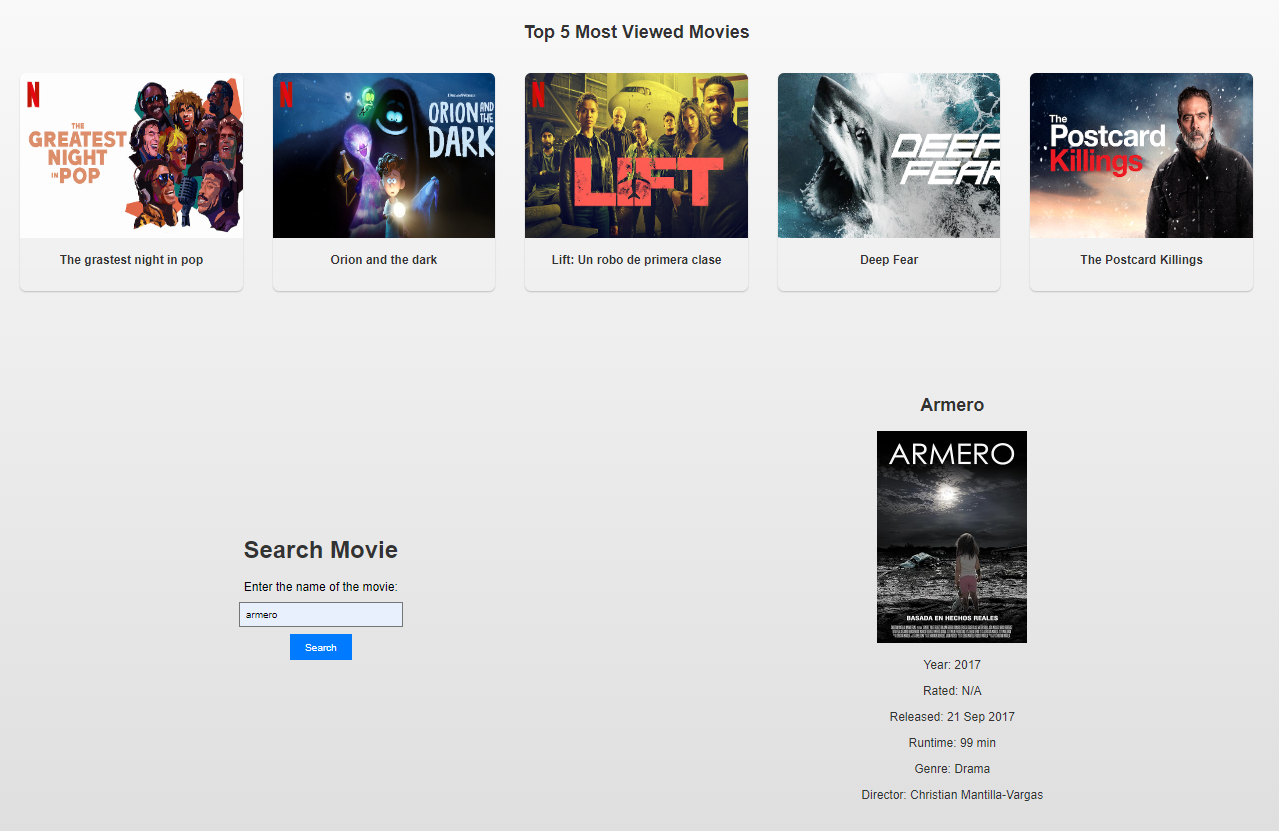 Top 5 Most Viewed Movies
N
THE
GREATEST
NIGHT
IN POP
N
DREAMWORKS
ORION AND
THE
DARK
N
LIFT
DEEP
FEAR
The
Postcard
Killings
The grastest night in pop
Orion and the dark
Lift: Un robo de primera clase
Deep Fear
The Postcard Killings
Armero
ARMERO
BASADA EN HECHOS REALES
Search Movie
Enter the name of the movie:
armero
Search
Year: 2017
Rated: N/A
Released: 21 Sep 2017
Runtime: 99 min
Genre: Drama
Director: Christian Mantilla-Vargas